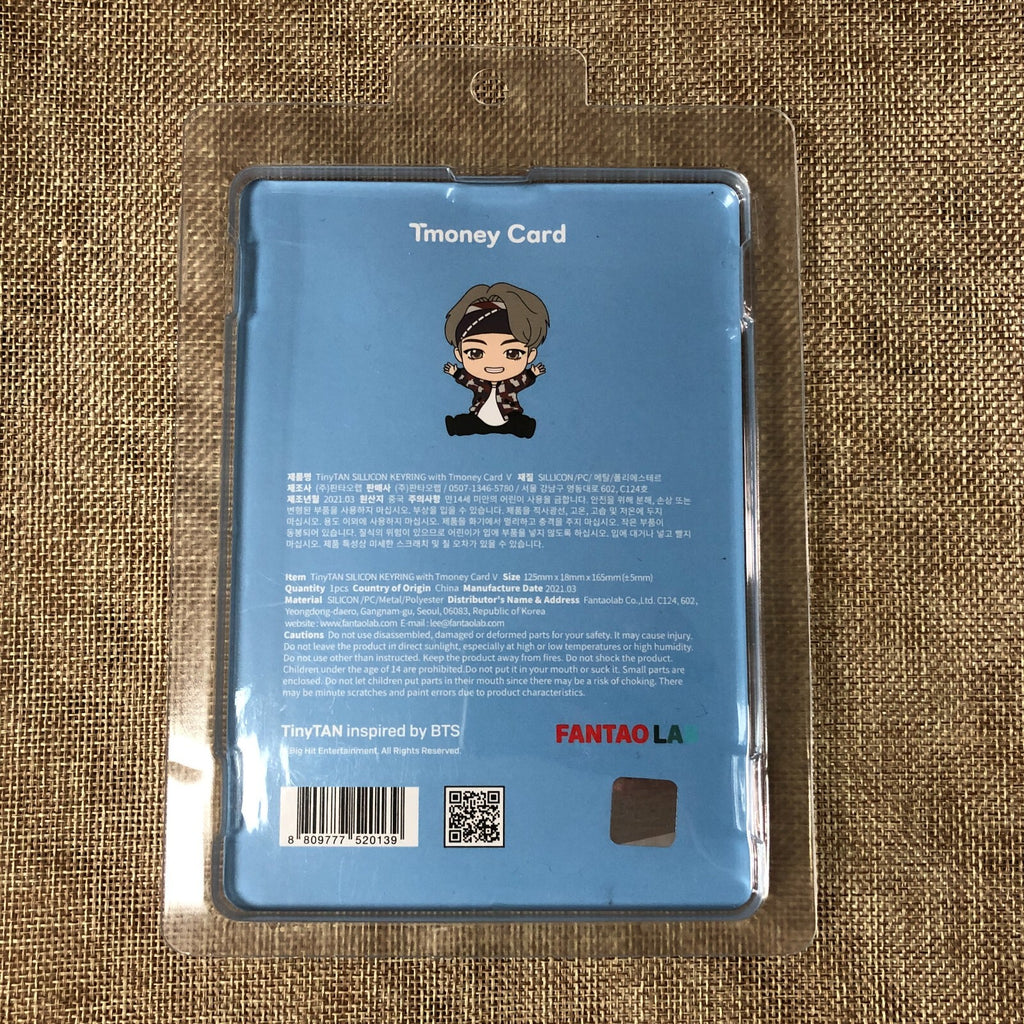 Tmoney Card
제품명 TinyTAN SILLICON KEYRING with Tmoney Card V 재질 SILLICON/PC/ 메탈/폴리에스테르
제조사 (주)판타오랩 판매사 (주)판타오랩 / 0507-1346-5780 / 서울 강남구 영동대로 602, C124호
제조년월 2021.03 원산지 중국 주의사항 만14세 미만의 어린이 사용을 금합니다. 안전을 위해 분해, 손상 또는
변형된 부품을 사용하지 마십시오. 부상을 입을 수 있습니다. 제품을 직사광선, 고온, 고습 및 저온에 두지
마십시오. 용도 이외에 사용하지 마십시오. 제품을 화기에서 멀리하고 충격을 주지 마십시오. 작은 부품이
동봉되어 있습니다. 질식의 위험이 있으므로 어린이가 입에 부품을 넣지 않도록 하십시오. 입에 대거나 넣고 빨지
마십시오. 제품 특성상 미세한 스크래치 및 칠 오차가 있을 수 있습니다.
Item TinyTAN SILICON KEYRING with Tmoney Card V Size 125mm x 18mm x 165mm (±5mm)
Quantity 1pcs Country of Origin China Manufacture Date 2021.03
Material SILICON /PC/Metal/Polyester Distributor's Name & Address Fantaolab Co.,Ltd. C124, 602,
Yeongdong-daero, Gangnam-gu, Seoul, 06083, Republic of Korea
website : www.fantaolab.com E-mail : lee@fantaolab.com
Cautions Do not use disassembled, damaged or deformed parts for your safety. It may cause injury.
Do not leave the product in direct sunlight, especially at high or low temperatures or high humidity.
Do not use other than instructed. Keep the product away from fires. Do not shock the product.
Children under the age of 14 are prohibited.Do not put it in your mouth or suck it. Small parts are
enclosed. Do not let children put parts in their mouth since there may be a risk of choking. There
may be minute scratches and paint errors due to product characteristics.
TinyTAN inspired by BTS
FANTAO LAB
Big Hit Entertainment, All Rights Reserved.
8 809777 520139